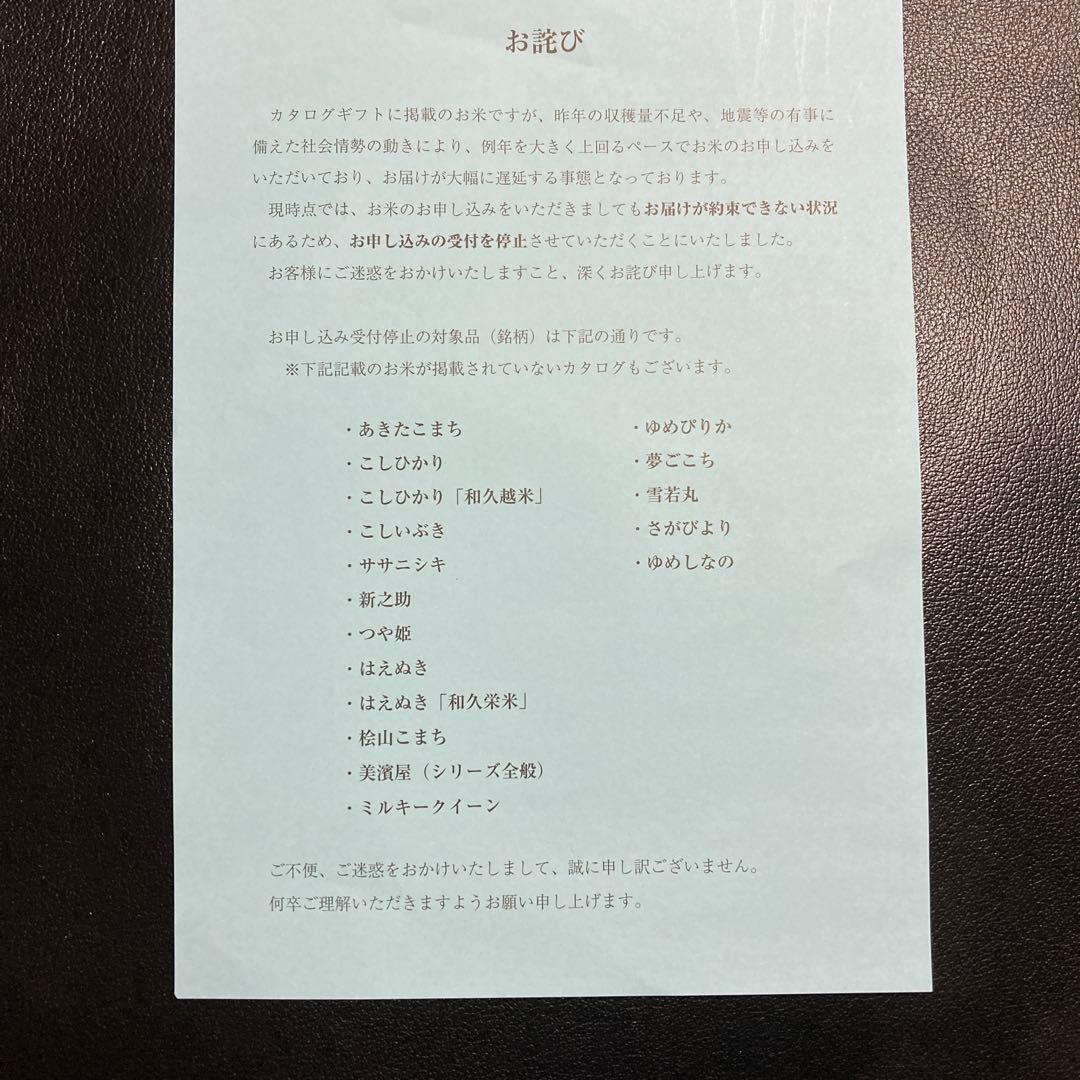 お詫び
カタログギフトに掲載のお米ですが、昨年の収穫量不足や、地震等の有事に
備えた社会情勢の動きにより、例年を大きく上回るペースでお米のお申し込みを
いただいており、お届けが大幅に遅延する事態となっております。
現時点では、お米のお申し込みをいただきましてもお届けが約束できない状況
にあるため、お申し込みの受付を停止させていただくことにいたしました。
お客様にご迷惑をおかけいたしますこと、深くお詫び申し上げます。
お申し込み受付停止の対象品（銘柄）は下記の通りです。
※下記記載のお米が掲載されていないカタログもございます。
・あきたこまち
・こしひかり
・こしひかり「和久越米」
・こしいぶき
・ササニシキ
・新之助
・つや姫
・はえぬき
・はえぬき「和久栄米」
・桧山こまち
・美濱屋（シリーズ全般）
・ミルキークイーン
・ゆめぴりか
・夢ごこち
・雪若丸
・さがびより
・ゆめしなの
ご不便、ご迷惑をおかけいたしまして、誠に申し訳ございません。
何卒ご理解いただきますようお願い申し上げます。